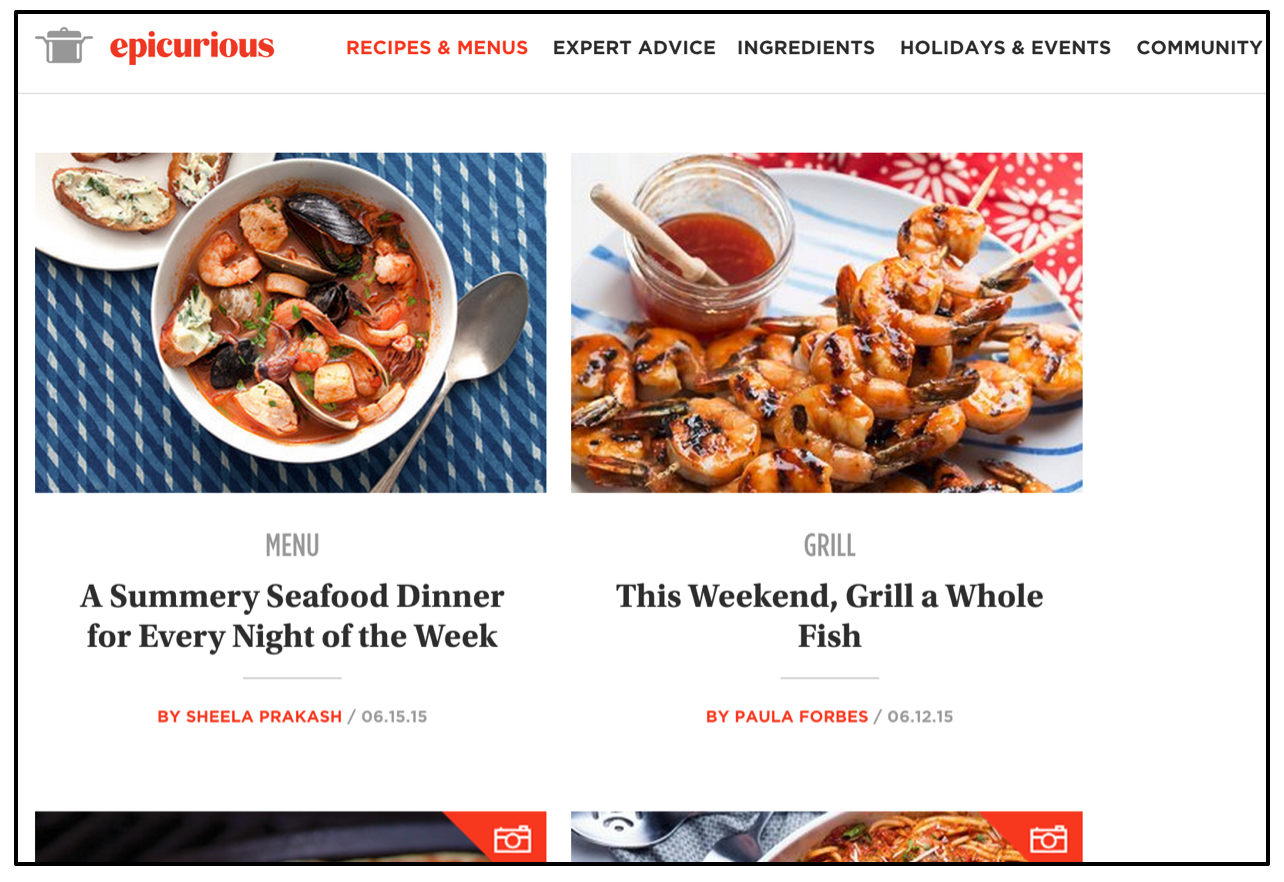 epicurious
RECIPES & MENUS
EXPERT ADVICE
INGREDIENTS
HOLIDAYS & EVENTS
COMMUNITY
MENU
A Summery Seafood Dinner
for Every Night of the Week
BY SHEELA PRAKASH / 06.15.15
GRILL
This Weekend, Grill a Whole
Fish
BY PAULA FORBES / 06.12.15